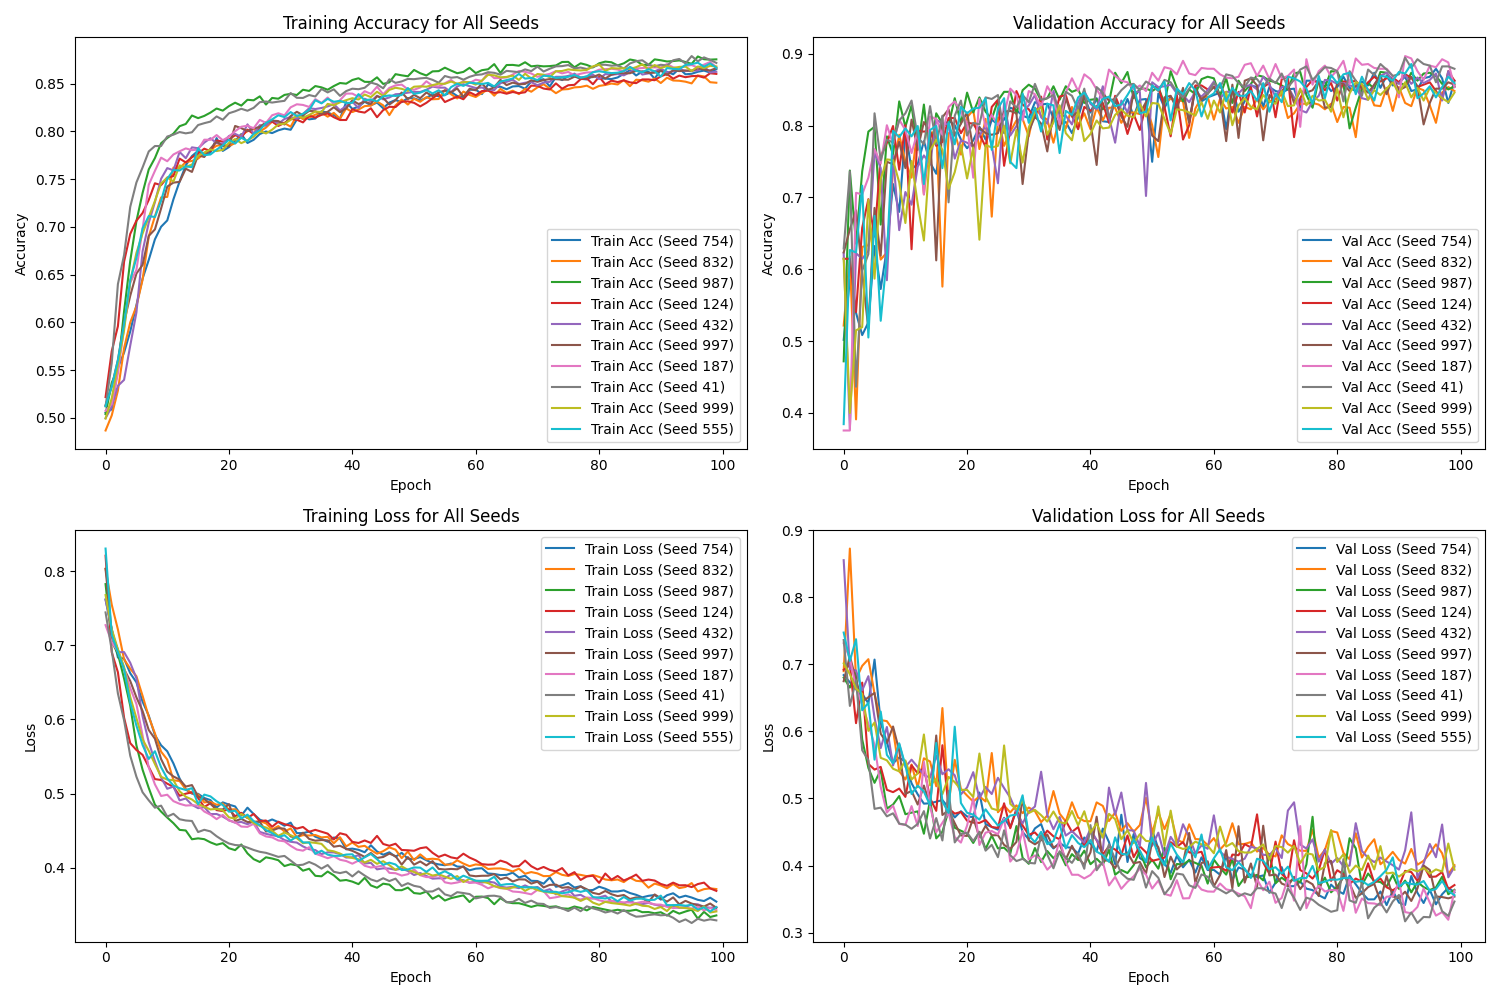 Training Accuracy for All Seeds
Accuracy
0.85
0.80
0.75
0.70
0.65
0.60
0.55
0.50
Train Acc (Seed 754)
Train Acc (Seed 832)
Train Acc (Seed 987)
Train Acc (Seed 124)
Train Acc (Seed 432)
Train Acc (Seed 997)
Train Acc (Seed 187)
Train Acc (Seed 41)
Train Acc (Seed 999)
Train Acc (Seed 555)
0 20 40 60 80 100
Epoch
Validation Accuracy for All Seeds
Accuracy
0.9
0.8
0.7
0.6
0.5
0.4
Val Acc (Seed 754)
Val Acc (Seed 832)
Val Acc (Seed 987)
Val Acc (Seed 124)
Val Acc (Seed 432)
Val Acc (Seed 997)
Val Acc (Seed 187)
Val Acc (Seed 41)
Val Acc (Seed 999)
Val Acc (Seed 555)
0 20 40 60 80 100
Epoch
Training Loss for All Seeds
Loss
0.8
0.7
0.6
0.5
0.4
Train Loss (Seed 754)
Train Loss (Seed 832)
Train Loss (Seed 987)
Train Loss (Seed 124)
Train Loss (Seed 432)
Train Loss (Seed 997)
Train Loss (Seed 187)
Train Loss (Seed 41)
Train Loss (Seed 999)
Train Loss (Seed 555)
0 20 40 60 80 100
Epoch
Validation Loss for All Seeds
Loss
0.9
0.8
0.7
0.6
0.5
0.4
0.3
Val Loss (Seed 754)
Val Loss (Seed 832)
Val Loss (Seed 987)
Val Loss (Seed 124)
Val Loss (Seed 432)
Val Loss (Seed 997)
Val Loss (Seed 187)
Val Loss (Seed 41)
Val Loss (Seed 999)
Val Loss (Seed 555)
0 20 40 60 80 100
Epoch